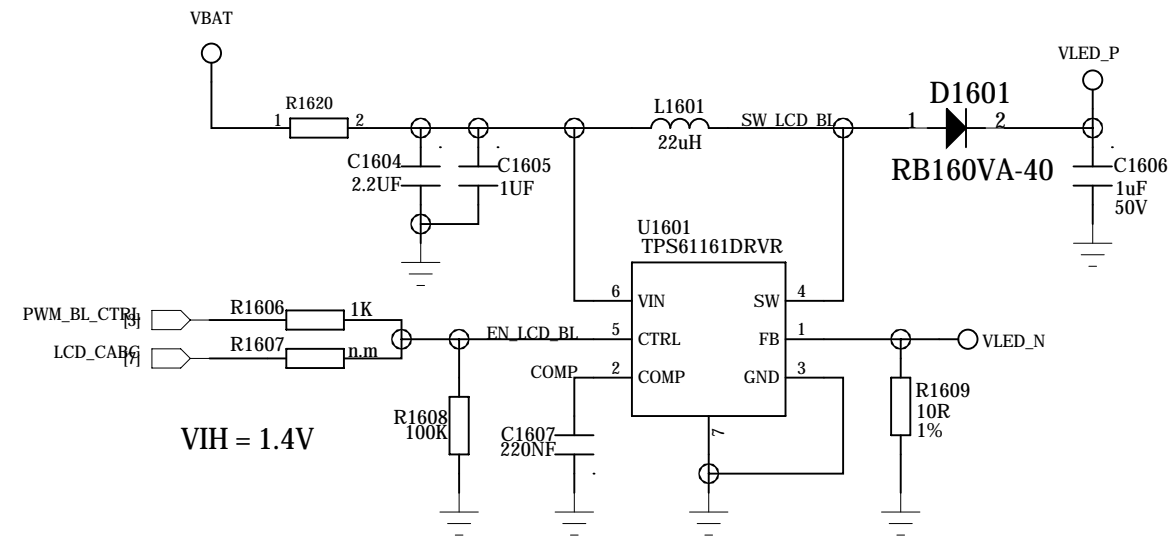 VBAT
VLED_P
R1620
1
2
L1601
22uH
SW_LCD_BL
D1601
1
2
RB160VA-40
C1604
2.2UF
C1605
1UF
C1606
1uF
50V
U1601
TPS61161DRVR
6
VIN
SW
4
5
CTRL
FB
1
2
COMP
GND
3
7
PWM_BL_CTRL
[3]
R1606
1K
LCD_CABC
[7]
R1607
n.m
EN_LCD_BL
COMP
VLED_N
R1608
100K
C1607
220NF
R1609
10R
1%
VIH = 1.4V